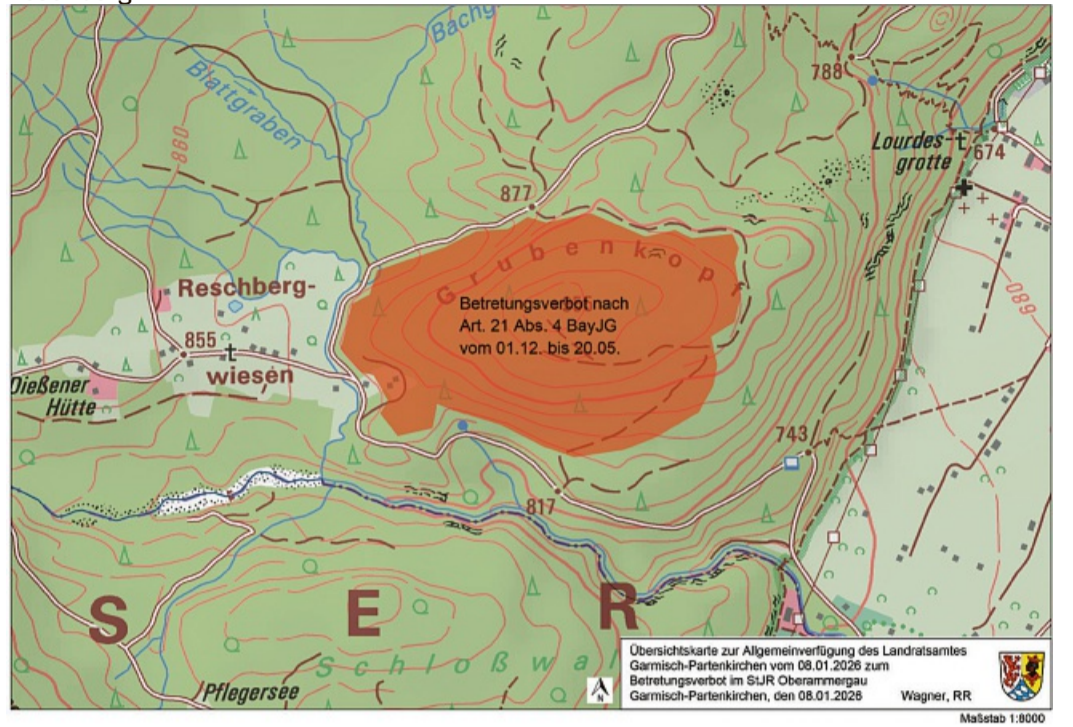 Bachg
788
Blattgraben
Lourdes-
grotte
674
860
877
Grubenkopf
Reschberg-
wiesen
Betretungsverbot nach
Art. 21 Abs. 4 BayJG
vom 01.12. bis 20.05.
680
855
Dießener
Hütte
743
817
S E R
Schloßwal
Pflegersee
N
Übersichtskarte zur Allgemeinverfügung des Landratsamtes
Garmisch-Partenkirchen vom 08.01.2026 zum
Betretungsverbot im StJR Oberammergau
Garmisch-Partenkirchen, den 08.01.2026 Wagner, RR
Maßstab 1:8000